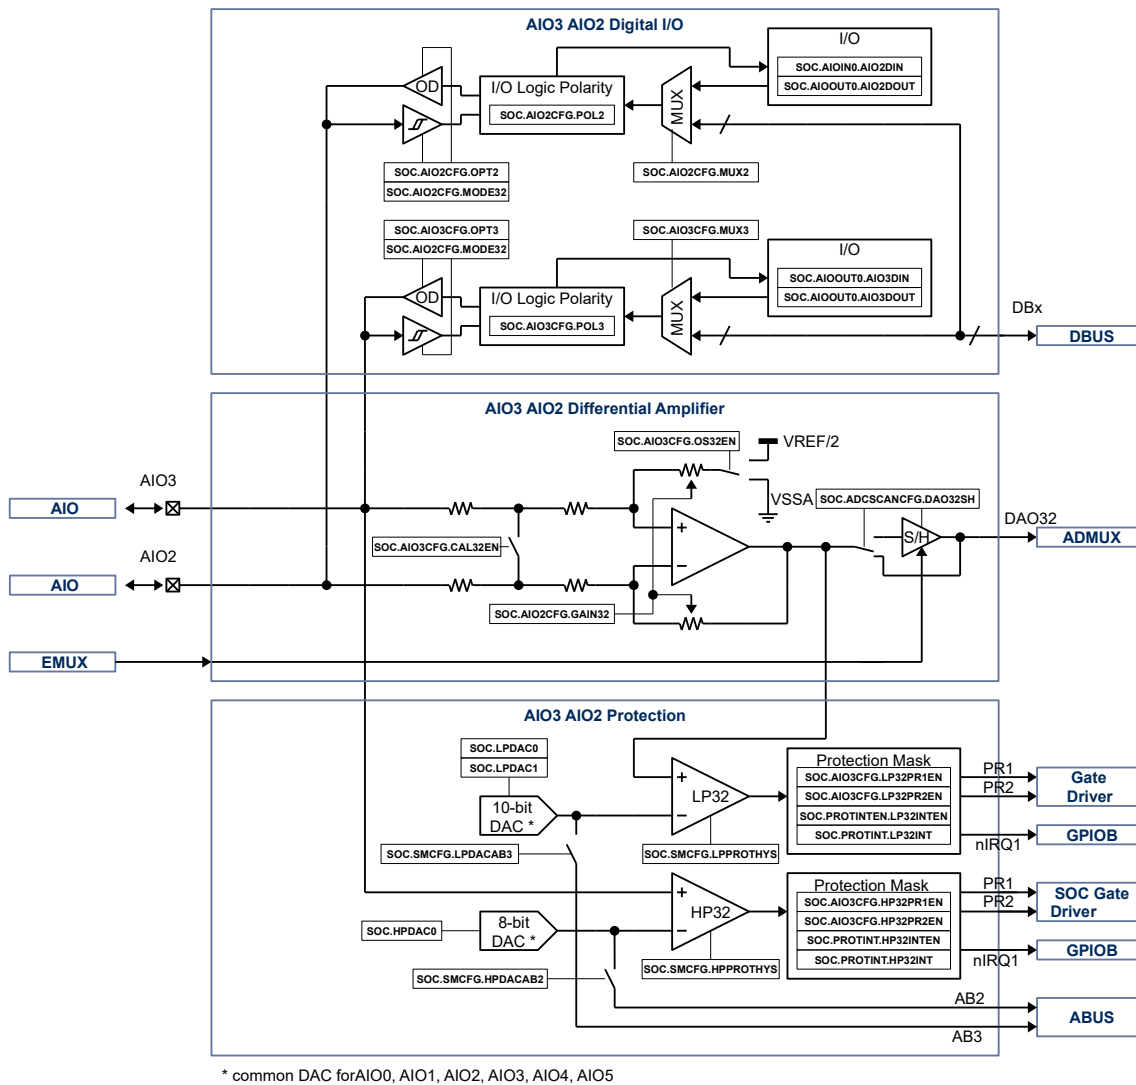 AIO3 AIO2 Digital I/O
I/O
SOC.AIOIN0.AIO2DIN
SOC.AIOOUT0.AIO2DOUT
OD
I/O Logic Polarity
SOC.AIO2CFG.POL2
MUX
SOC.AIO2CFG.OPT2
SOC.AIO2CFG.MODE32
SOC.AIO2CFG.MUX2
SOC.AIO3CFG.OPT3
SOC.AIO2CFG.MODE32
SOC.AIO3CFG.MUX3
I/O
SOC.AIOOUT0.AIO3DIN
SOC.AIOOUT0.AIO3DOUT
OD
I/O Logic Polarity
SOC.AIO3CFG.POL3
MUX
DBx
DBUS
AIO3 AIO2 Differential Amplifier
SOC.AIO3CFG.OS32EN
VREF/2
VSSA
SOC.ADCSCANCFG.DAO32SH
AIO3
AIO
+
−
S/H
DAO32
ADMUX
SOC.AIO3CFG.CAL32EN
AIO2
AIO
SOC.AIO2CFG.GAIN32
EMUX
AIO3 AIO2 Protection
SOC.LPDAC0
SOC.LPDAC1
10-bit
DAC *
+
−
LP32
Protection Mask
SOC.AIO3CFG.LP32PR1EN
SOC.AIO3CFG.LP32PR2EN
SOC.PROTINTEN.LP32INTEN
SOC.PROTINT.LP32INT
PR1
PR2
nIRQ1
Gate
Driver
GPIOB
SOC.SMCFG.LPDACAB3
SOC.SMCFG.LPPROTHYS
SOC.HPDAC0
8-bit
DAC *
+
−
HP32
Protection Mask
SOC.AIO3CFG.HP32PR1EN
SOC.AIO3CFG.HP32PR2EN
SOC.PROTINT.HP32INTEN
SOC.PROTINT.HP32INT
PR1
PR2
nIRQ1
SOC Gate
Driver
GPIOB
SOC.SMCFG.HPDACAB2
SOC.SMCFG.HPPROTHYS
AB2
AB3
ABUS
* common DAC forAIO0, AIO1, AIO2, AIO3, AIO4, AIO5